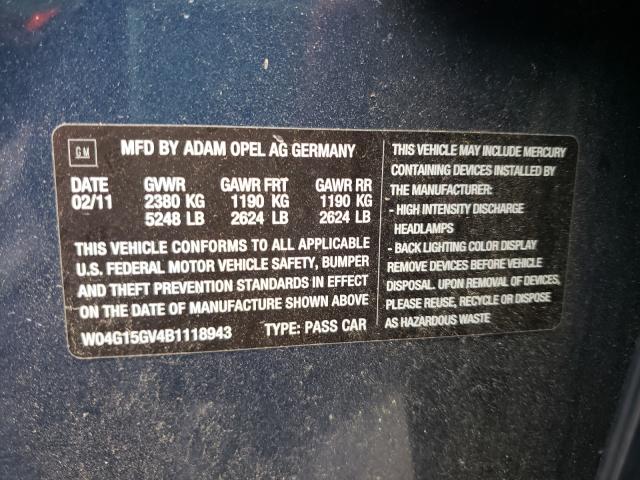 GM
MFD BY ADAM OPEL AG GERMANY
DATE GVWR GAWR FRT GAWR RR
02/11 2380 KG 1190 KG 1190 KG
5248 LB 2624 LB 2624 LB
THIS VEHICLE CONFORMS TO ALL APPLICABLE
U.S. FEDERAL MOTOR VEHICLE SAFETY, BUMPER
AND THEFT PREVENTION STANDARDS IN EFFECT
ON THE DATE OF MANUFACTURE SHOWN ABOVE
W04G15GV4B1118943 TYPE: PASS CAR
THIS VEHICLE MAY INCLUDE MERCURY
CONTAINING DEVICES INSTALLED BY
THE MANUFACTURER:
- HIGH INTENSITY DISCHARGE
HEADLAMPS
- BACK LIGHTING COLOR DISPLAY
REMOVE DEVICES BEFORE VEHICLE
DISPOSAL. UPON REMOVAL OF DEVICES,
PLEASE REUSE, RECYCLE OR DISPOSE
AS HAZARDOUS WASTE